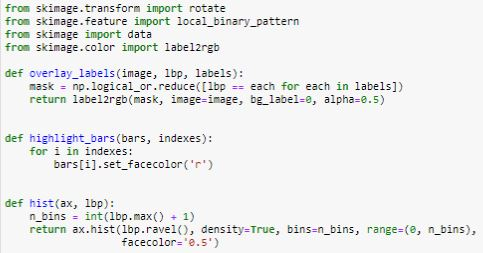 from skimage.transform import rotate
from skimage.feature import local_binary_pattern
from skimage import data
from skimage.color import label2rgb
def overlay_labels(image, lbp, labels):
    mask = np.logical_or.reduce([lbp == each for each in labels])
    return label2rgb(mask, image=image, bg_label=0, alpha=0.5)
def highlight_bars(bars, indexes):
    for i in indexes:
        bars[i].set_facecolor('r')
def hist(ax, lbp):
    n_bins = int(lbp.max() + 1)
    return ax.hist(lbp.ravel(), density=True, bins=n_bins, range=(0, n_bins),
                   facecolor='0.5')